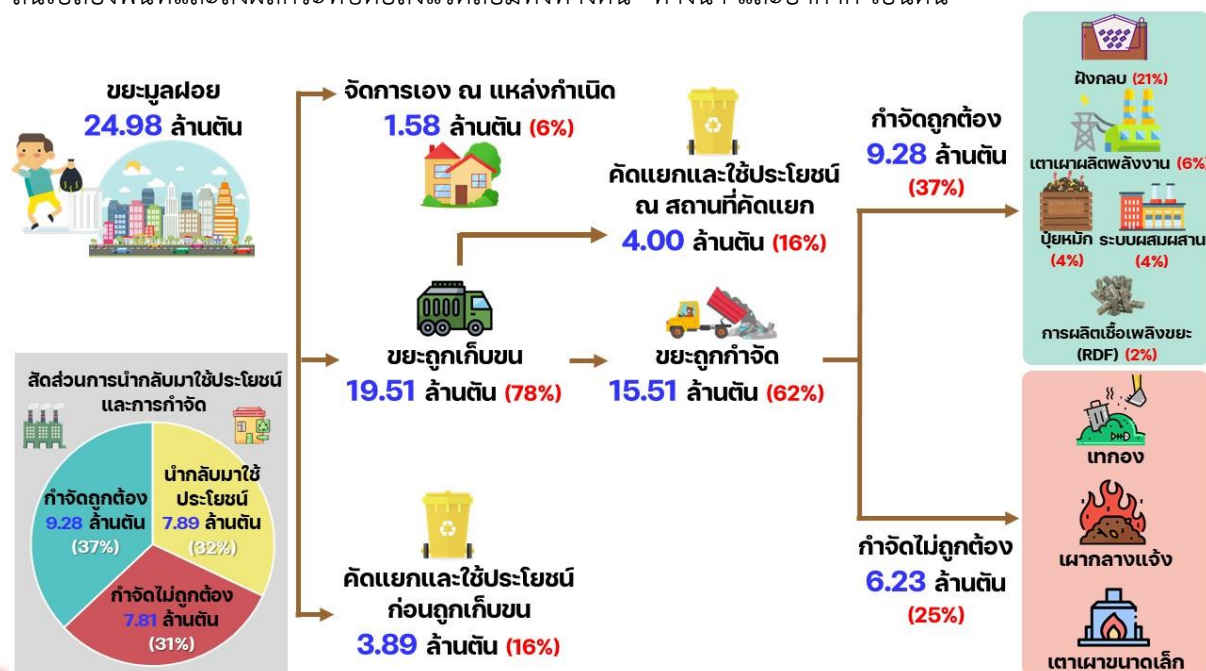 ขยะมูลฝอย
24.98 ล้านตัน
จัดการเอง ณ แหล่งกำเนิด
1.58 ล้านตัน (6%)
คัดแยกและใช้ประโยชน์
ณ สถานที่คัดแยก
4.00 ล้านตัน (16%)
ขยะถูกเก็บขน
19.51 ล้านตัน (78%)
ขยะถูกกำจัด
15.51 ล้านตัน (62%)
คัดแยกและใช้ประโยชน์
ก่อนถูกเก็บขน
3.89 ล้านตัน (16%)
กำจัดถูกต้อง
9.28 ล้านตัน
(37%)
ฝังกลบ (21%)
เตาเผาผลิตพลังงาน (6%)
ปุ๋ยหมัก ระบบผสมผสาน
(4%) (4%)
การผลิตเชื้อเพลิงขยะ
(RDF) (2%)
กำจัดไม่ถูกต้อง
6.23 ล้านตัน
(25%)
เทกอง
เผากลางแจ้ง
เตาเผาขนาดเล็ก
สัดส่วนการนำกลับมาใช้ประโยชน์
และการกำจัด
กำจัดถูกต้อง
9.28 ล้านตัน
(37%)
นำกลับมาใช้
ประโยชน์
7.89 ล้านตัน
(32%)
กำจัดไม่ถูกต้อง
7.81 ล้านตัน
(31%)